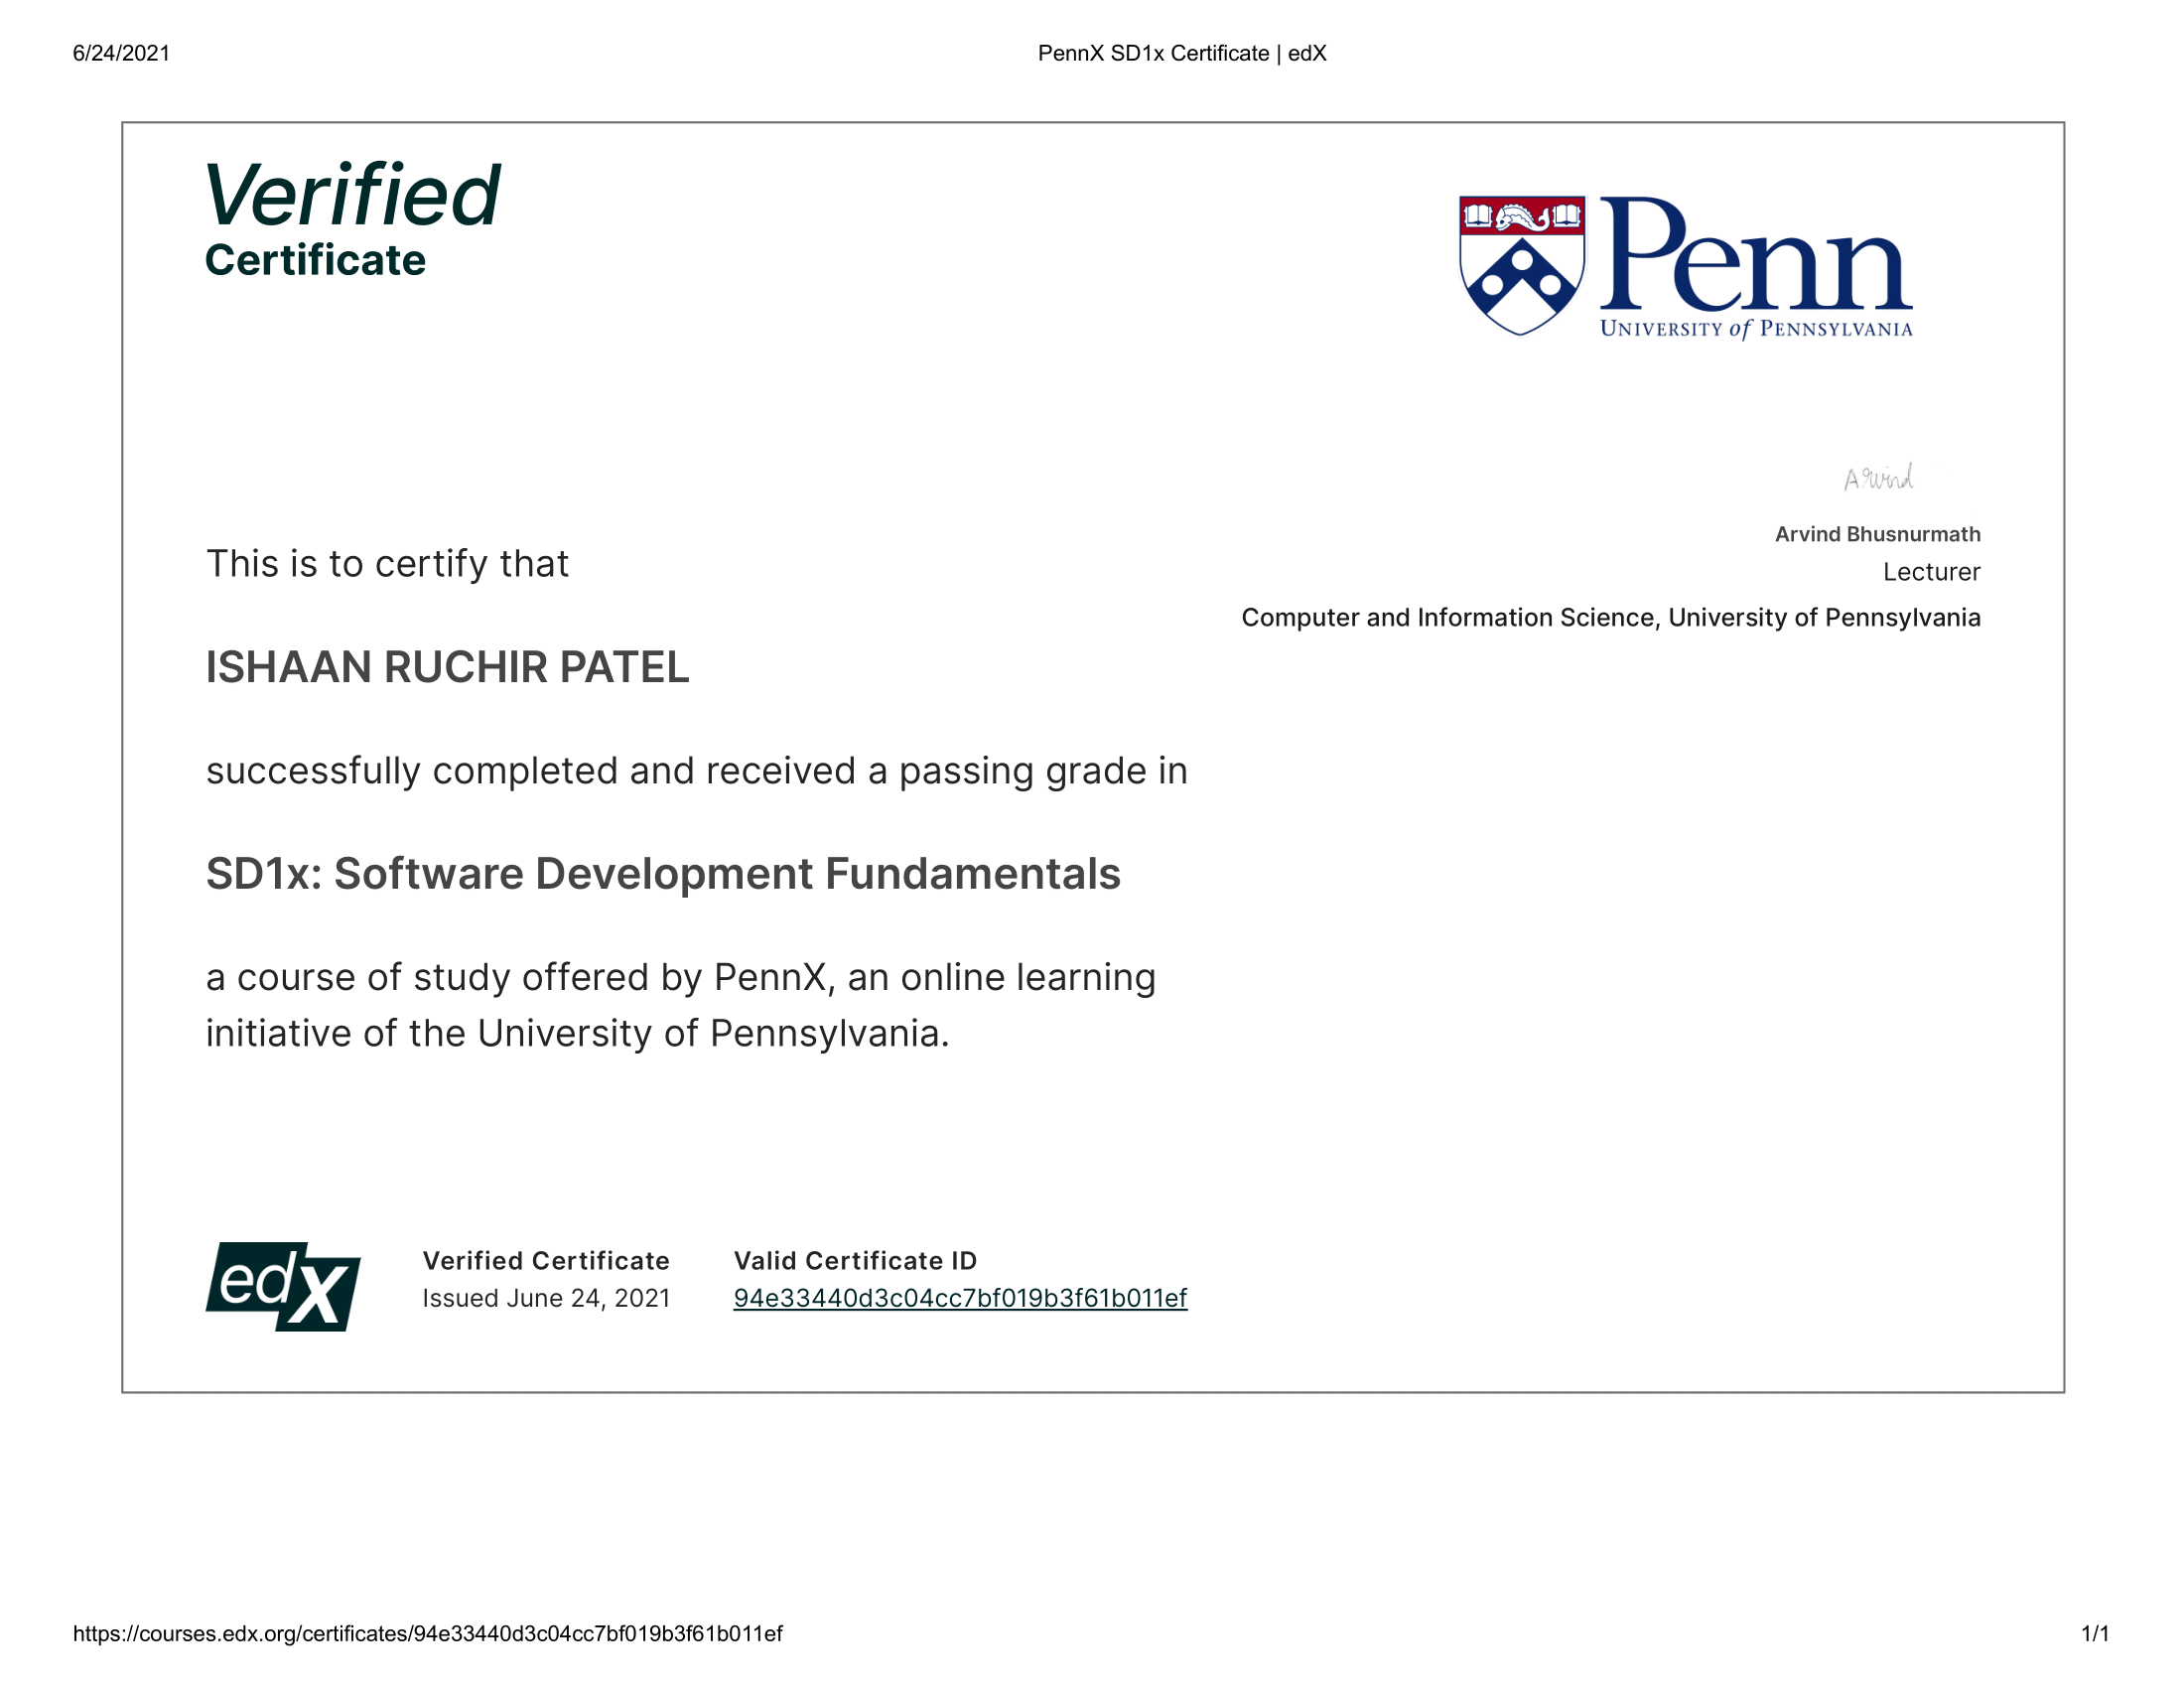 6/24/2021
PennX SD1x Certificate | edX
Verified
Certificate
Penn
UNIVERSITY of PENNSYLVANIA
Arvind
Arvind Bhusnurmath
Lecturer
Computer and Information Science, University of Pennsylvania
This is to certify that
ISHAAN RUCHIR PATEL
successfully completed and received a passing grade in
SD1x: Software Development Fundamentals
a course of study offered by PennX, an online learning
initiative of the University of Pennsylvania.
edX
Verified Certificate
Issued June 24, 2021
Valid Certificate ID
94e33440d3c04cc7bf019b3f61b011ef
https://courses.edx.org/certificates/94e33440d3c04cc7bf019b3f61b011ef
1/1